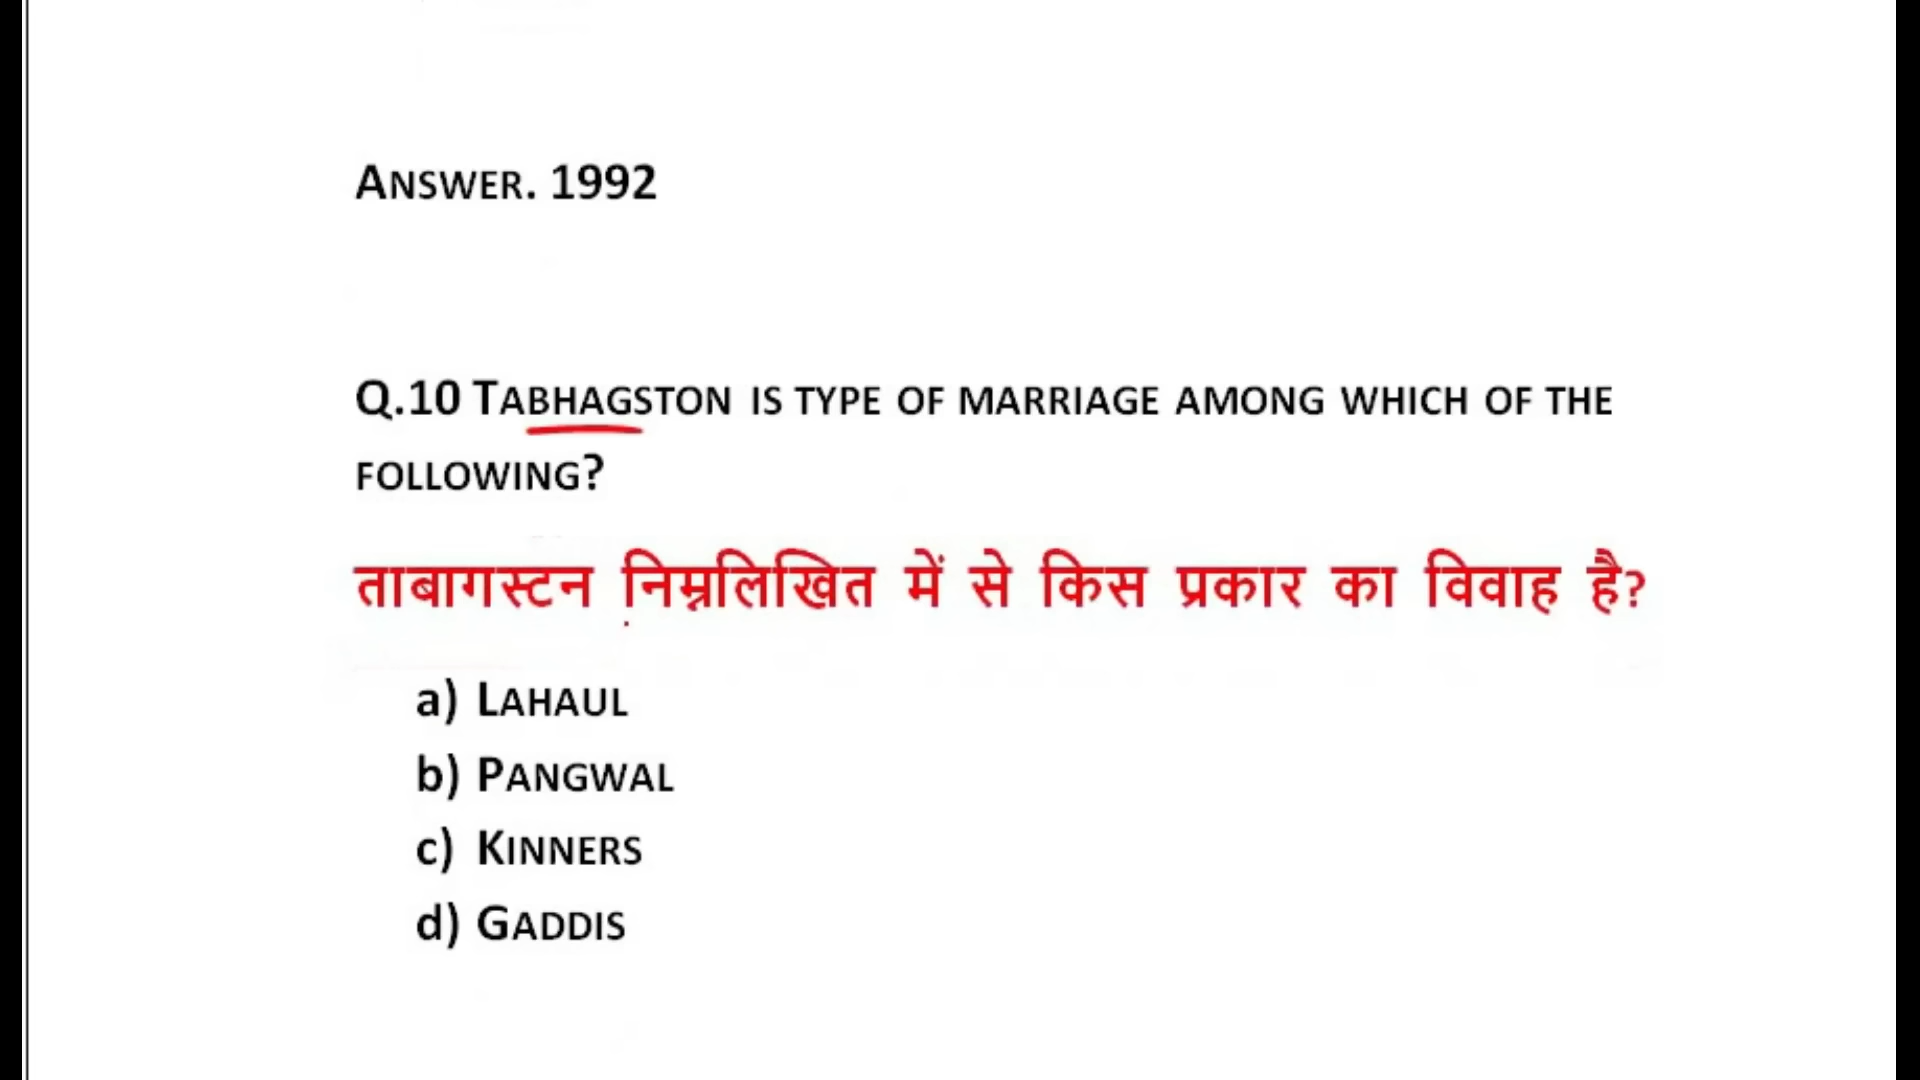 ANSWER. 1992
Q.10 TABHAGSTON IS TYPE OF MARRIAGE AMONG WHICH OF THE
FOLLOWING?
ताबागस्टन निम्नलिखित में से किस प्रकार का विवाह है?
a) LAHAUL
b) PANGWAL
c) KINNERS
d) GADDIS